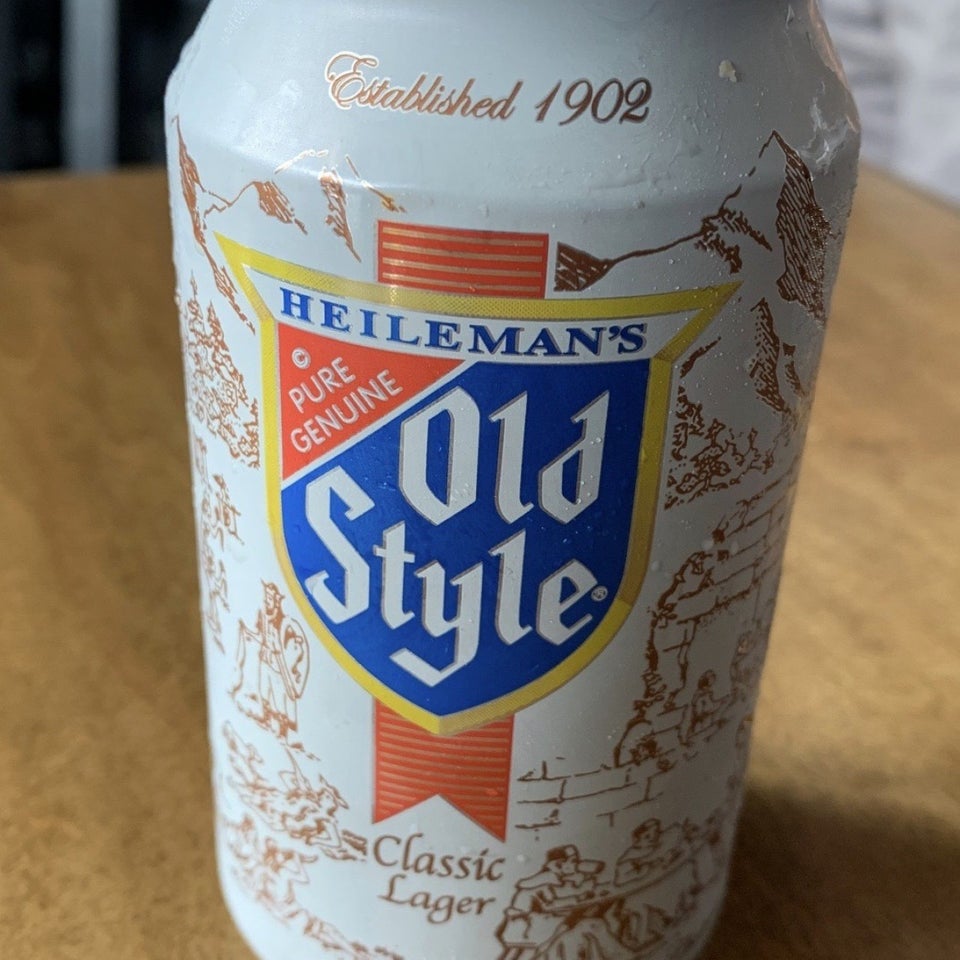 Established 1902
HEILEMAN'S
©
PURE
GENUINE
Old
Style®
Classic
Lager